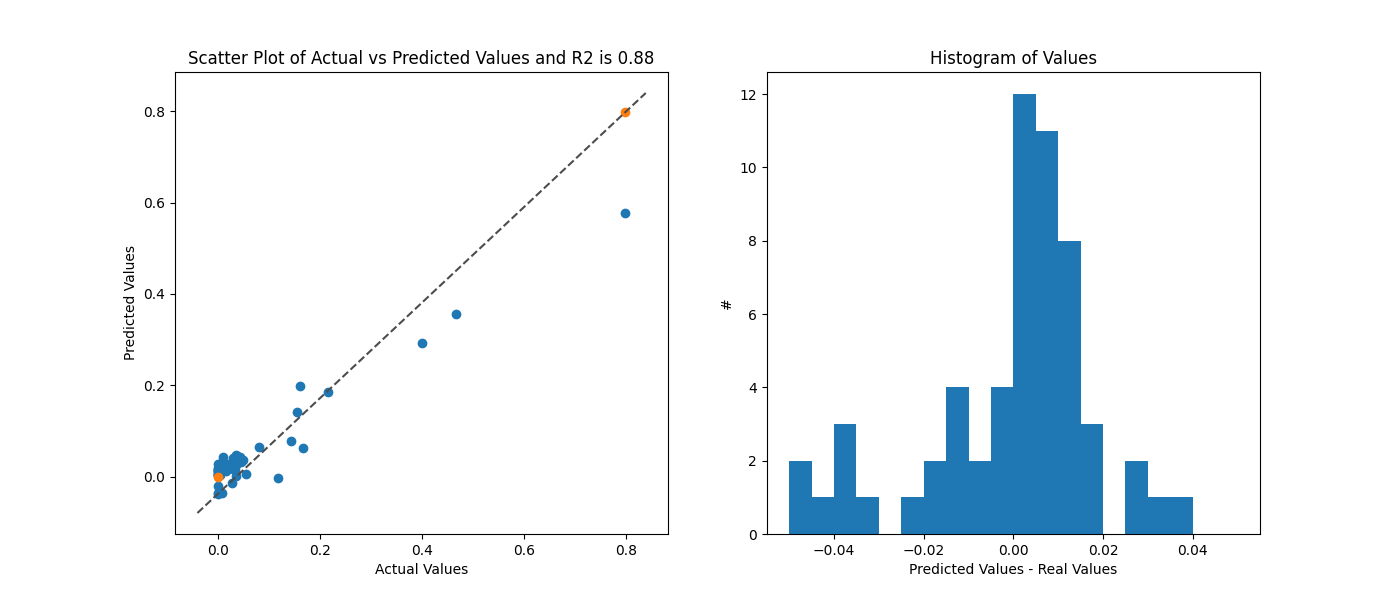 Scatter Plot of Actual vs Predicted Values and R2 is 0.88
0.8
0.6
0.4
0.2
0.0
Predicted Values
0.0 0.2 0.4 0.6 0.8
Actual Values
Histogram of Values
12
10
8
6
4
2
0
#
−0.04 −0.02 0.00 0.02 0.04
Predicted Values - Real Values